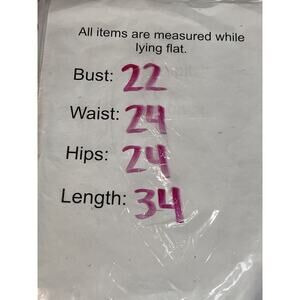 All items are measured while
lying flat.
Bust: 22
Waist: 24
Hips: 24
Length: 34